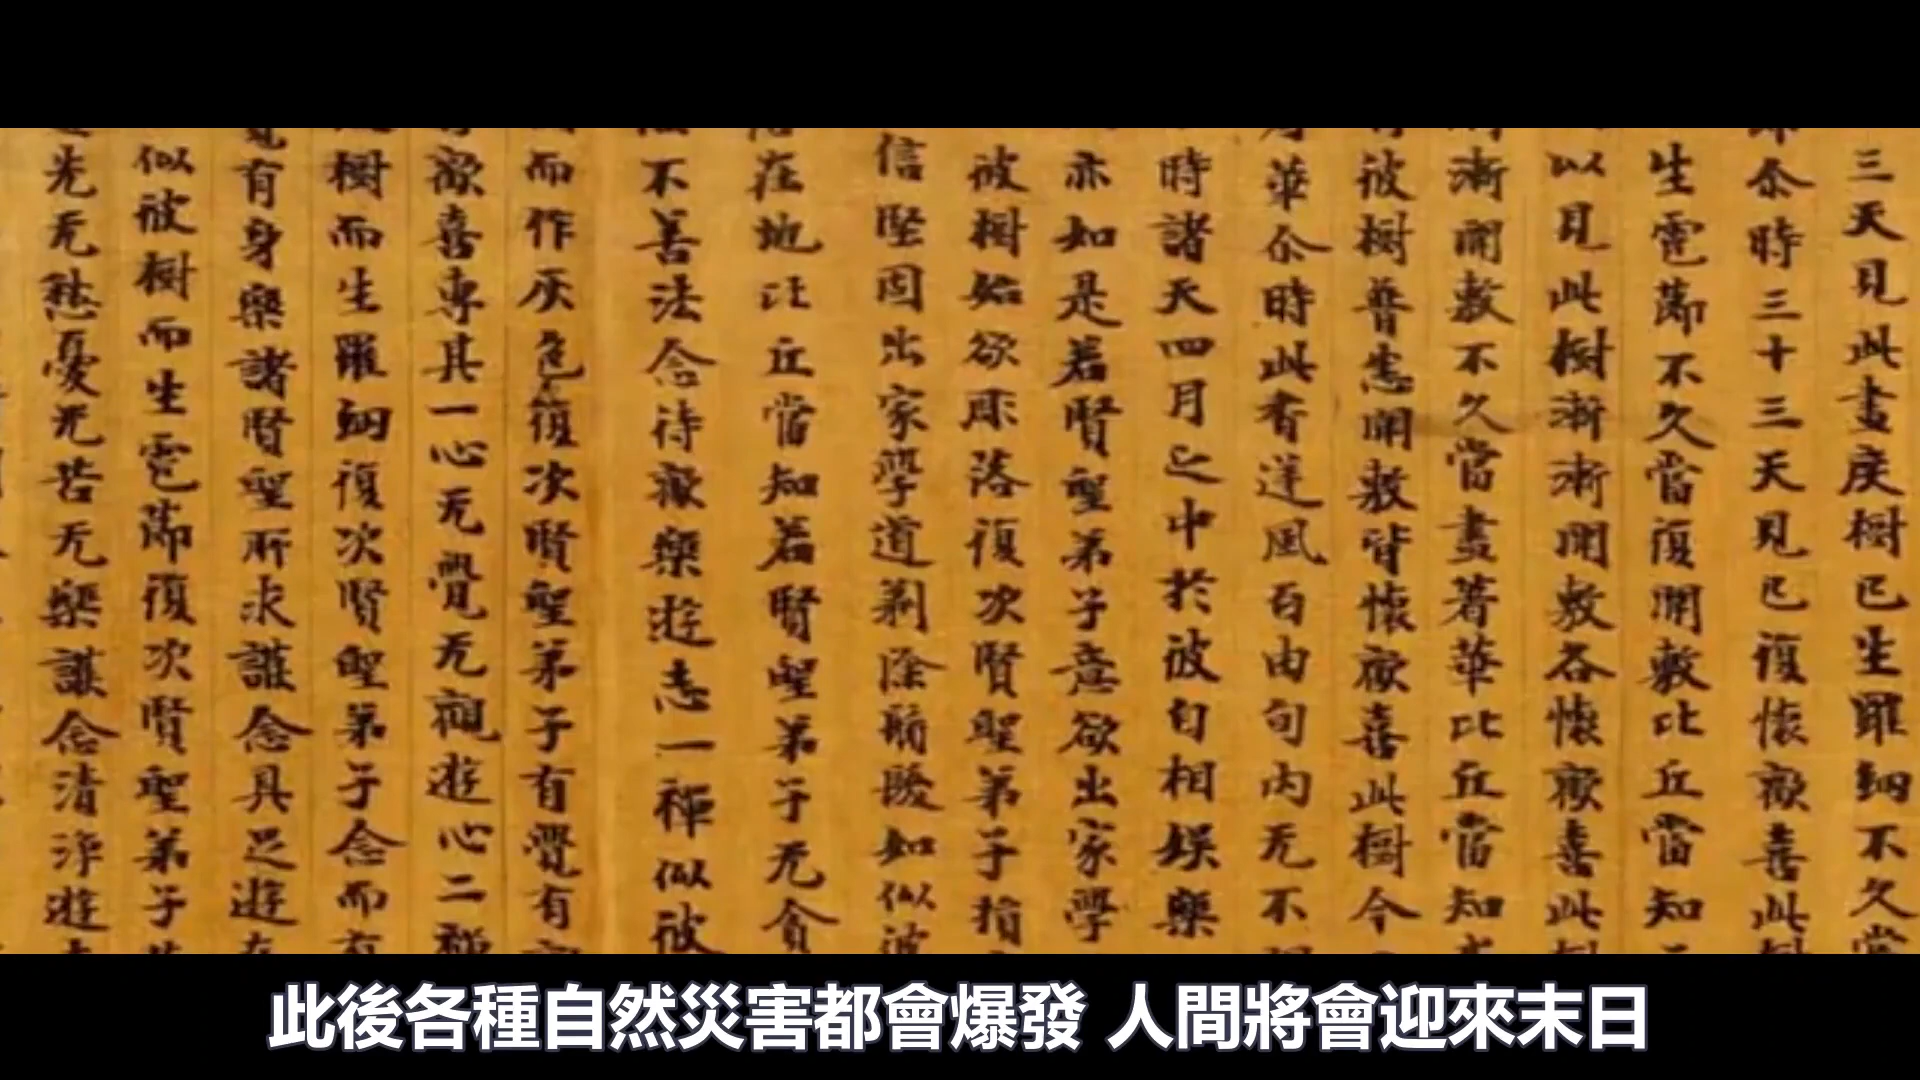 三天見此晝度樹已生羅網不久當
尒時三十三天見已復懷歡喜此樹
生雹節不久當復開敷比丘當知
以見此樹漸漸開敷各懷歡喜此樹
漸開敷不久當盡著華比丘當知
彼樹普悉開敷皆懷歡喜此樹今
華尒時此香逆風百由旬內无不
時諸天四月之中於彼自相娛樂
亦如是若賢聖弟子意欲出家學
彼樹始欲彫落復次賢聖弟子指
信堅固出家學道剃除鬚髮如似彼
在地比丘當知若賢聖弟子无貪
不善法念待歡樂遊志一禪似彼
而作灰色復次賢聖弟子有覺有
歡喜專其一心无覺无觀遊心二禪
樹而生羅網復次賢聖弟子念而有
有身樂諸賢聖所求護念具足遊在
似彼樹而生雹節復次賢聖弟子
先无愁憂无苦无樂護念清淨遊
此後各種自然災害都會爆發 人間將會迎來末日